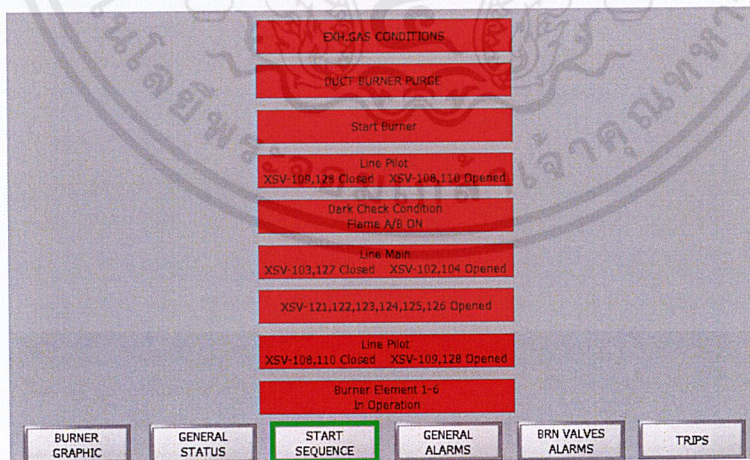 EXH.GAS CONDITIONS
DUCT BURNER PURGE
Start Burner
Line Pilot
XSV-109,128 Closed XSV-108,110 Opened
Dark Check Condition
Flame A/B ON
Line Main
XSV-103,127 Closed XSV-102,104 Opened
XSV-121,122,123,124,125,126 Opened
Line Pilot
XSV-108,110 Closed XSV-109,128 Opened
Burner Element 1-6
In Operation
BURNER
GRAPHIC
GENERAL
STATUS
START
SEQUENCE
GENERAL
ALARMS
BRN VALVES
ALARMS
TRIPS